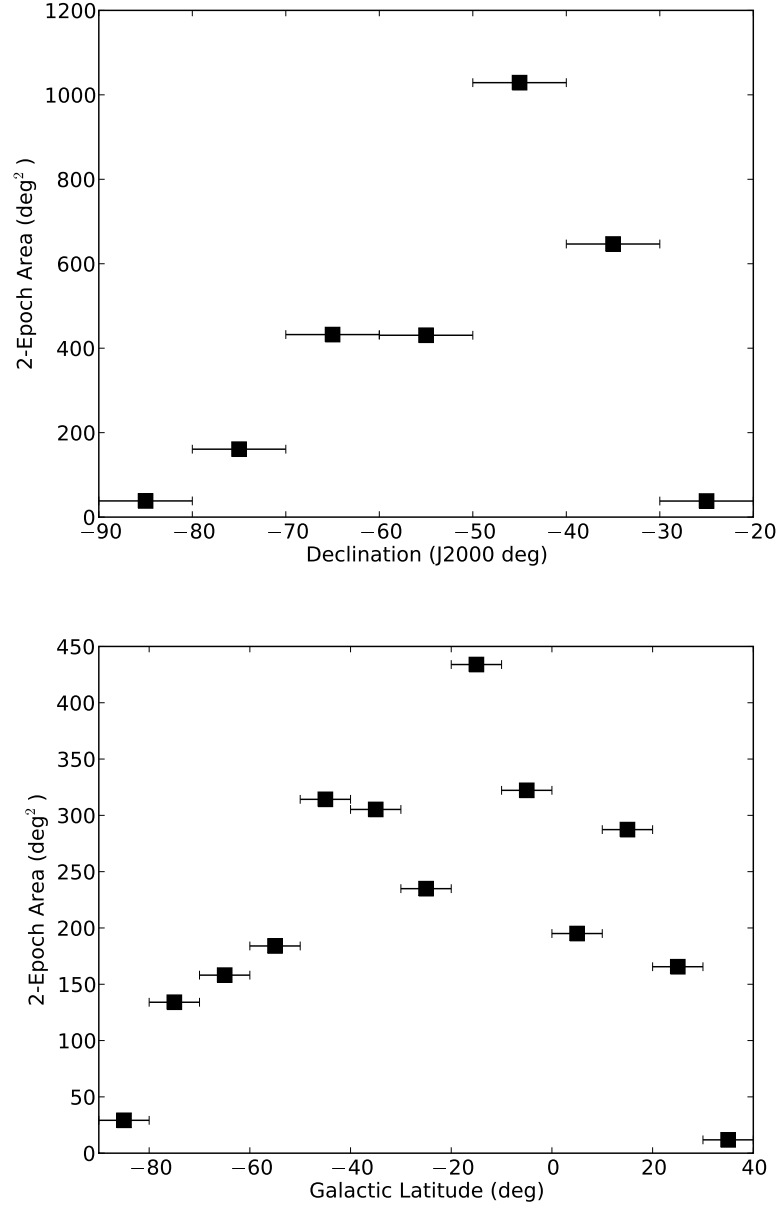 1200
1000
800
600
400
200
0
2-Epoch Area (deg² )
−90 −80 −70 −60 −50 −40 −30 −20
Declination (J2000 deg)
450
400
350
300
250
200
150
100
50
0
2-Epoch Area (deg² )
−80 −60 −40 −20 0 20 40
Galactic Latitude (deg)